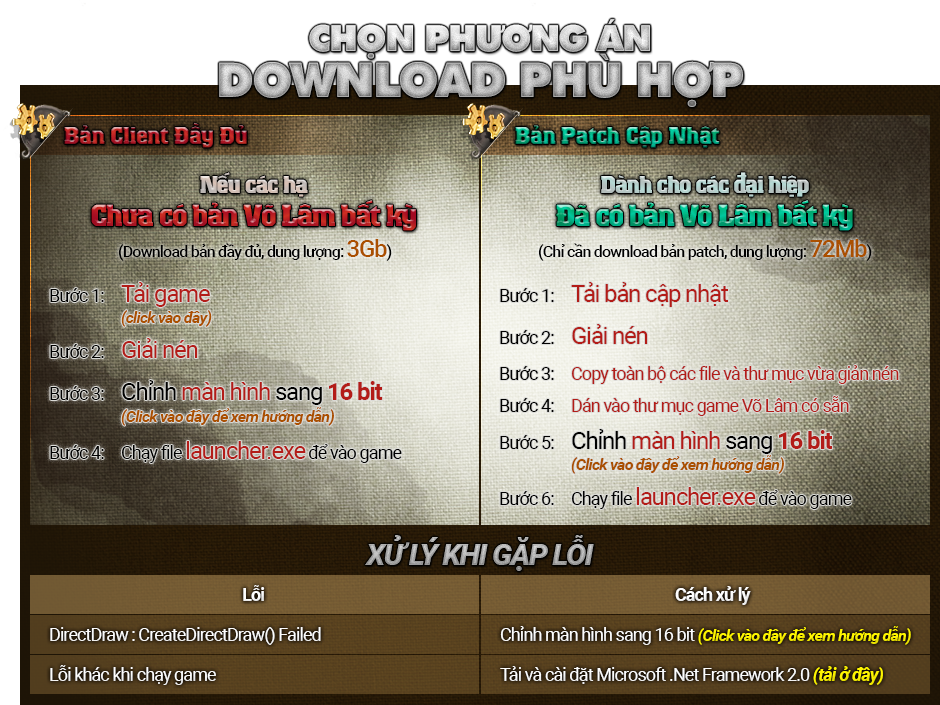 CHỌN PHƯƠNG ÁN
DOWNLOAD PHÙ HỢP
Bản Client Đầy Đủ
Nếu các hạ
Chưa có bản Võ Lâm bất kỳ
(Download bản đầy đủ, dung lượng: 3Gb)
Bước 1: Tải game
(click vào đây)
Bước 2: Giải nén
Bước 3: Chỉnh màn hình sang 16 bit
(Click vào đây để xem hướng dẫn)
Bước 4: Chạy file launcher.exe để vào game
Bản Patch Cập Nhật
Dành cho các đại hiệp
Đã có bản Võ Lâm bất kỳ
(Chỉ cần download bản patch, dung lượng: 72Mb)
Bước 1: Tải bản cập nhật
Bước 2: Giải nén
Bước 3: Copy toàn bộ các file và thư mục vừa giản nén
Bước 4: Dán vào thư mục game Võ Lâm có sẵn
Bước 5: Chỉnh màn hình sang 16 bit
(Click vào đây để xem hướng dẫn)
Bước 6: Chạy file launcher.exe để vào game
XỬ LÝ KHI GẶP LỖI
Lỗi Cách xử lý
DirectDraw : CreateDirectDraw() Failed Chỉnh màn hình sang 16 bit (Click vào đây để xem hướng dẫn)
Lỗi khác khi chạy game Tải và cài đặt Microsoft .Net Framework 2.0 (tải ở đây)